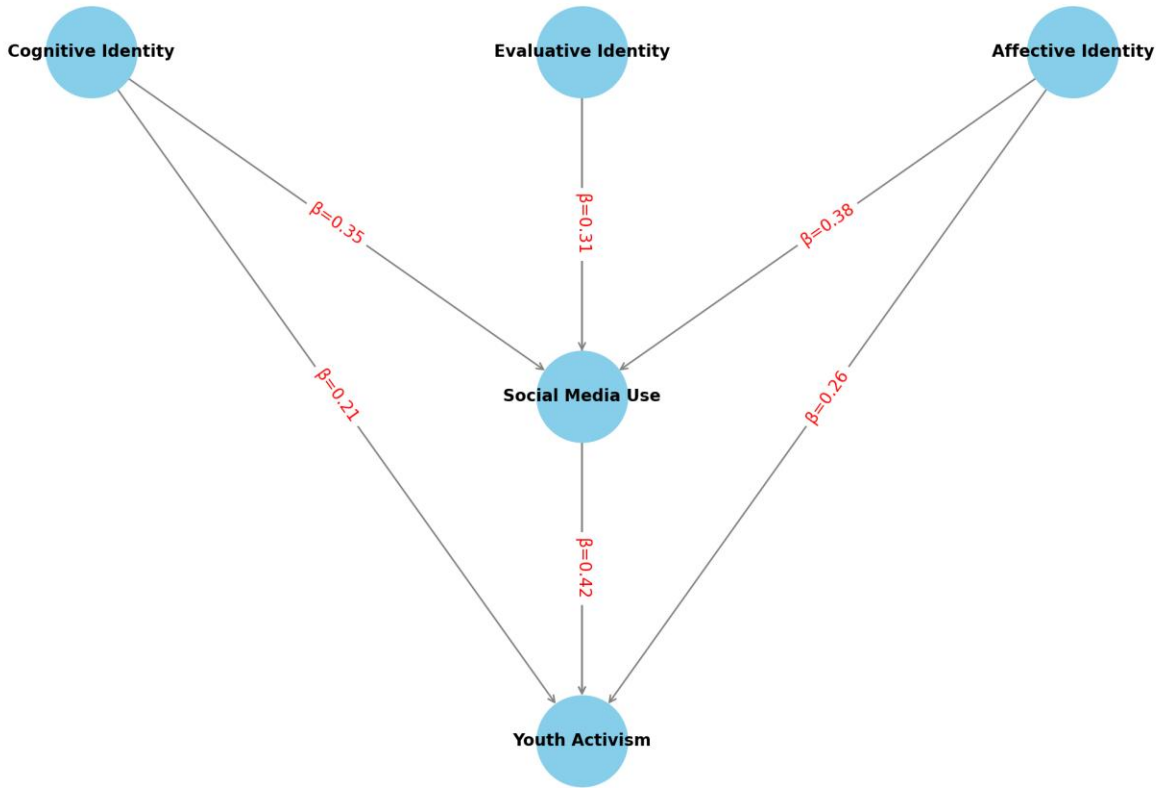 Cognitive Identity
Evaluative Identity
Affective Identity
β=0.35
β=0.31
β=0.38
β=0.21
Social Media Use
β=0.26
β=0.42
Youth Activism